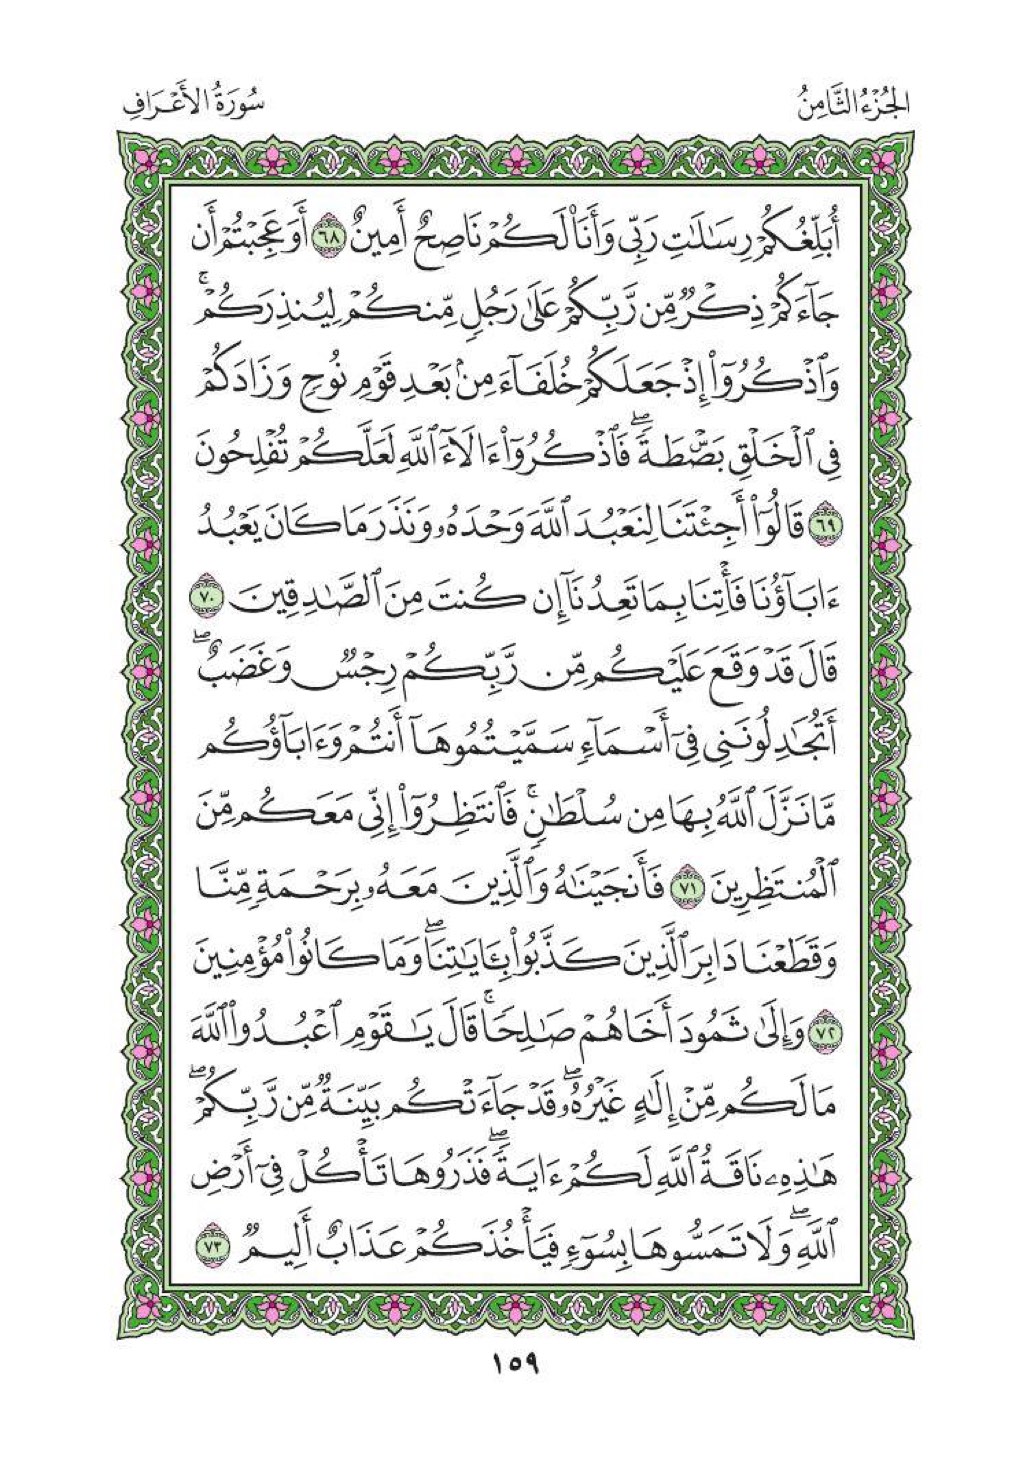 الجُزْءُ الثَّامِنُ
سُورَةُ الأَعْرَافِ
أُبَلِّغُكُمْ رِسَٰلَٰتِ رَبِّى وَأَنَا۠ لَكُمْ نَاصِحٌ أَمِينٌ ٦٨ أَوَعَجِبْتُمْ أَن
جَآءَكُمْ ذِكْرٌ مِّن رَّبِّكُمْ عَلَىٰ رَجُلٍ مِّنكُمْ لِيُنذِرَكُمْ ۚ
وَٱذْكُرُوٓا۟ إِذْ جَعَلَكُمْ خُلَفَآءَ مِنۢ بَعْدِ قَوْمِ نُوحٍ وَزَادَكُمْ
فِى ٱلْخَلْقِ بَصْۜطَةً ۖ فَٱذْكُرُوٓا۟ ءَالَآءَ ٱللَّهِ لَعَلَّكُمْ تُفْلِحُونَ
٦٩ قَالُوٓا۟ أَجِئْتَنَا لِنَعْبُدَ ٱللَّهَ وَحْدَهُۥ وَنَذَرَ مَا كَانَ يَعْبُدُ
ءَابَآؤُنَا فَأْتِنَا بِمَا تَعِدُنَآ إِن كُنتَ مِنَ ٱلصَّٰدِقِينَ ٧٠
قَالَ قَدْ وَقَعَ عَلَيْكُم مِّن رَّبِّكُمْ رِجْسٌ وَغَضَبٌ ۖ
أَتُجَٰدِلُونَنِى فِىٓ أَسْمَآءٍ سَمَّيْتُمُوهَآ أَنتُمْ وَءَابَآؤُكُم
مَّا نَزَّلَ ٱللَّهُ بِهَا مِن سُلْطَٰنٍ ۚ فَٱنتَظِرُوٓا۟ إِنِّى مَعَكُم مِّنَ
ٱلْمُنتَظِرِينَ ٧١ فَأَنجَيْنَٰهُ وَٱلَّذِينَ مَعَهُۥ بِرَحْمَةٍ مِّنَّا
وَقَطَعْنَا دَابِرَ ٱلَّذِينَ كَذَّبُوا۟ بِـَٔايَٰتِنَا ۖ وَمَا كَانُوا۟ مُؤْمِنِينَ
٧٢ وَإِلَىٰ ثَمُودَ أَخَاهُمْ صَٰلِحًا ۚ قَالَ يَٰقَوْمِ ٱعْبُدُوا۟ ٱللَّهَ
مَا لَكُم مِّنْ إِلَٰهٍ غَيْرُهُۥ ۖ قَدْ جَآءَتْكُم بَيِّنَةٌ مِّن رَّبِّكُمْ ۖ
هَٰذِهِۦ نَاقَةُ ٱللَّهِ لَكُمْ ءَايَةً ۖ فَذَرُوهَا تَأْكُلْ فِىٓ أَرْضِ
ٱللَّهِ ۖ وَلَا تَمَسُّوهَا بِسُوٓءٍ فَيَأْخُذَكُمْ عَذَابٌ أَلِيمٌ ٧٣
١٥٩